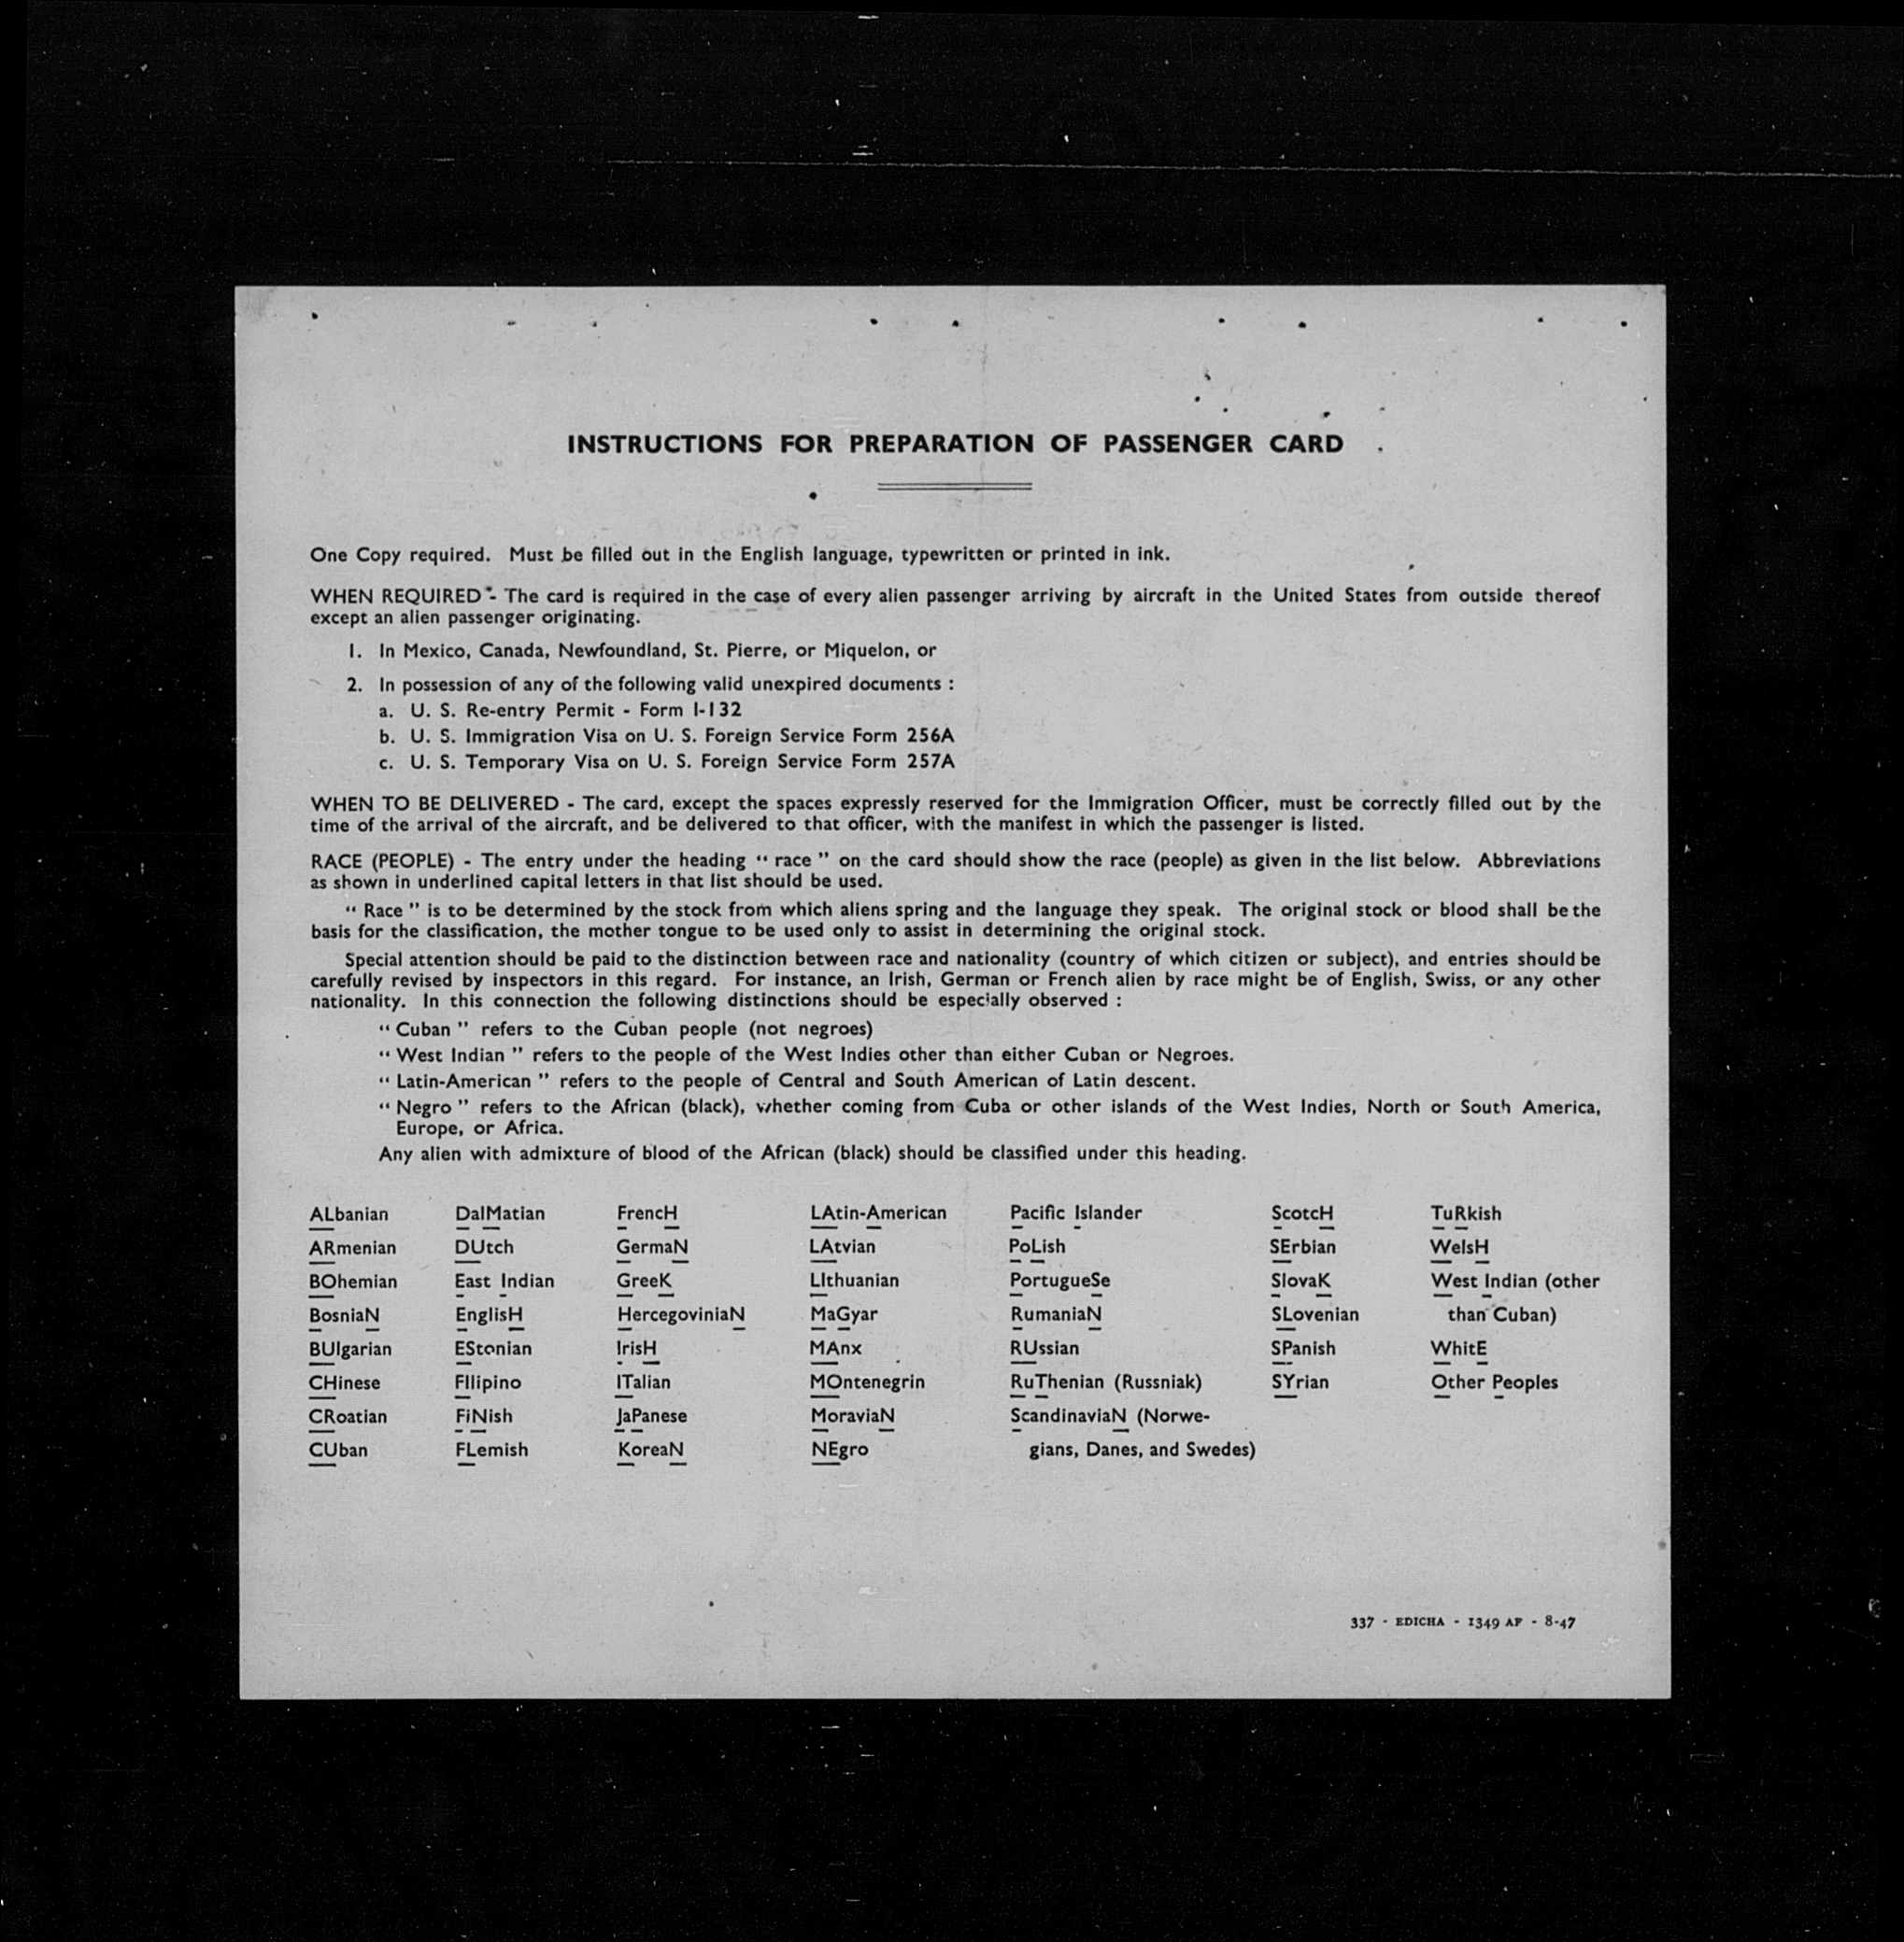 INSTRUCTIONS FOR PREPARATION OF PASSENGER CARD
One Copy required. Must be filled out in the English language, typewritten or printed in ink.
WHEN REQUIRED - The card is required in the case of every alien passenger arriving by aircraft in the United States from outside thereof
except an alien passenger originating.
1. In Mexico, Canada, Newfoundland, St. Pierre, or Miquelon, or
2. In possession of any of the following valid unexpired documents :
a. U. S. Re-entry Permit - Form I-132
b. U. S. Immigration Visa on U. S. Foreign Service Form 256A
c. U. S. Temporary Visa on U. S. Foreign Service Form 257A
WHEN TO BE DELIVERED - The card, except the spaces expressly reserved for the Immigration Officer, must be correctly filled out by the
time of the arrival of the aircraft, and be delivered to that officer, with the manifest in which the passenger is listed.
RACE (PEOPLE) - The entry under the heading “ race ” on the card should show the race (people) as given in the list below. Abbreviations
as shown in underlined capital letters in that list should be used.
“ Race ” is to be determined by the stock from which aliens spring and the language they speak. The original stock or blood shall be the
basis for the classification, the mother tongue to be used only to assist in determining the original stock.
Special attention should be paid to the distinction between race and nationality (country of which citizen or subject), and entries should be
carefully revised by inspectors in this regard. For instance, an Irish, German or French alien by race might be of English, Swiss, or any other
nationality. In this connection the following distinctions should be especially observed :
“ Cuban ” refers to the Cuban people (not negroes)
“ West Indian ” refers to the people of the West Indies other than either Cuban or Negroes.
“ Latin-American ” refers to the people of Central and South American of Latin descent.
“ Negro ” refers to the African (black), whether coming from Cuba or other islands of the West Indies, North or South America,
Europe, or Africa.
Any alien with admixture of blood of the African (black) should be classified under this heading.
ALbanian DalMatian FrencH LAtin-American Pacific Islander ScotcH TuRkish
ARmenian DUtch GermaN LAtvian PoLish SErbian WelsH
BOhemian East Indian GreeK LIthuanian PortugueSe SlovaK West Indian (other
BosniaN EnglisH HercegoviniaN MaGyar RumaniaN SLovenian than Cuban)
BUlgarian EStonian IrisH MAnx RUssian SPanish WhitE
CHinese FIlipino ITalian MOntenegrin RuThenian (Russniak) SYrian Other Peoples
CRoatian FiNish JaPanese MoraviaN ScandinaviaN (Norwe-
CUban FLemish KoreaN NEgro gians, Danes, and Swedes)
337 - EDICHA - 1349 AF - 8-47